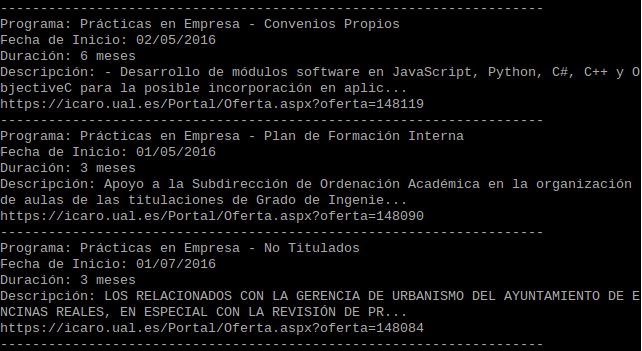 --------------------------------------------------------------------
Programa: Prácticas en Empresa - Convenios Propios
Fecha de Inicio: 02/05/2016
Duración: 6 meses
Descripción: - Desarrollo de módulos software en JavaScript, Python, C#, C++ y O
bjectiveC para la posible incorporación en aplic...
https://icaro.ual.es/Portal/Oferta.aspx?oferta=148119
--------------------------------------------------------------------
Programa: Prácticas en Empresa - Plan de Formación Interna
Fecha de Inicio: 01/05/2016
Duración: 3 meses
Descripción: Apoyo a la Subdirección de Ordenación Académica en la organización
de aulas de las titulaciones de Grado de Ingenie...
https://icaro.ual.es/Portal/Oferta.aspx?oferta=148090
--------------------------------------------------------------------
Programa: Prácticas en Empresa - No Titulados
Fecha de Inicio: 01/07/2016
Duración: 3 meses
Descripción: LOS RELACIONADOS CON LA GERENCIA DE URBANISMO DEL AYUNTAMIENTO DE E
NCINAS REALES, EN ESPECIAL CON LA REVISIÓN DE PR...
https://icaro.ual.es/Portal/Oferta.aspx?oferta=148084
--------------------------------------------------------------------